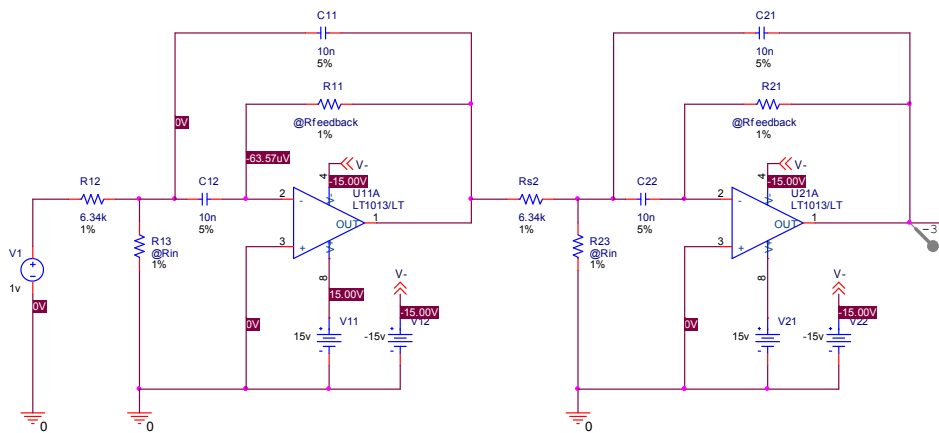 C11
10n
5%
R11
@Rfeedback
1%
0V
-63.57uV
R12
6.34k
1%
C12
10n
5%
R13
@Rin
1%
V1
1v
0V
V-
-15.00V
4
V-
U11A
LT1013/LT
2
-
3
+
OUT
1
V+
8
15.00V
0V
V11
15v
V-
-15.00V
V12
-15v
0
0
C21
10n
5%
R21
@Rfeedback
1%
Rs2
6.34k
1%
C22
10n
5%
R23
@Rin
1%
V-
-15.00V
4
V-
U21A
LT1013/LT
2
-
3
+
OUT
1
V+
8
0V
V21
15v
V-
-15.00V
V22
-15v
0
-3